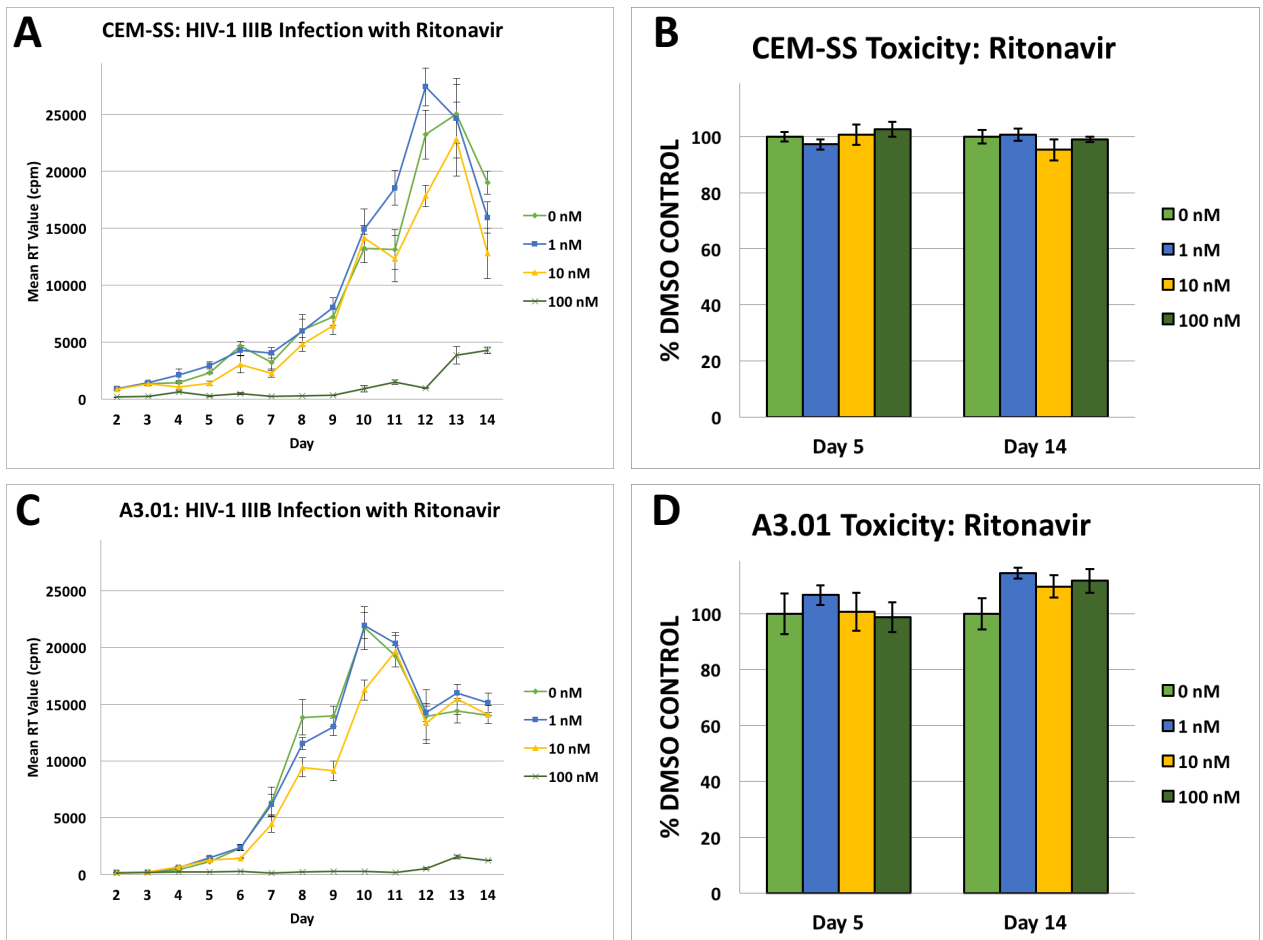 A
CEM-SS: HIV-1 IIIB Infection with Ritonavir
Mean RT Value (cpm)
25000
20000
15000
10000
5000
0
2 3 4 5 6 7 8 9 10 11 12 13 14
Day
0 nM
1 nM
10 nM
100 nM
B
CEM-SS Toxicity: Ritonavir
% DMSO CONTROL
100
80
60
40
20
0
Day 5 Day 14
0 nM
1 nM
10 nM
100 nM
C
A3.01: HIV-1 IIIB Infection with Ritonavir
Mean RT Value (cpm)
25000
20000
15000
10000
5000
0
2 3 4 5 6 7 8 9 10 11 12 13 14
Day
0 nM
1 nM
10 nM
100 nM
D
A3.01 Toxicity: Ritonavir
% DMSO CONTROL
100
80
60
40
20
0
Day 5 Day 14
0 nM
1 nM
10 nM
100 nM